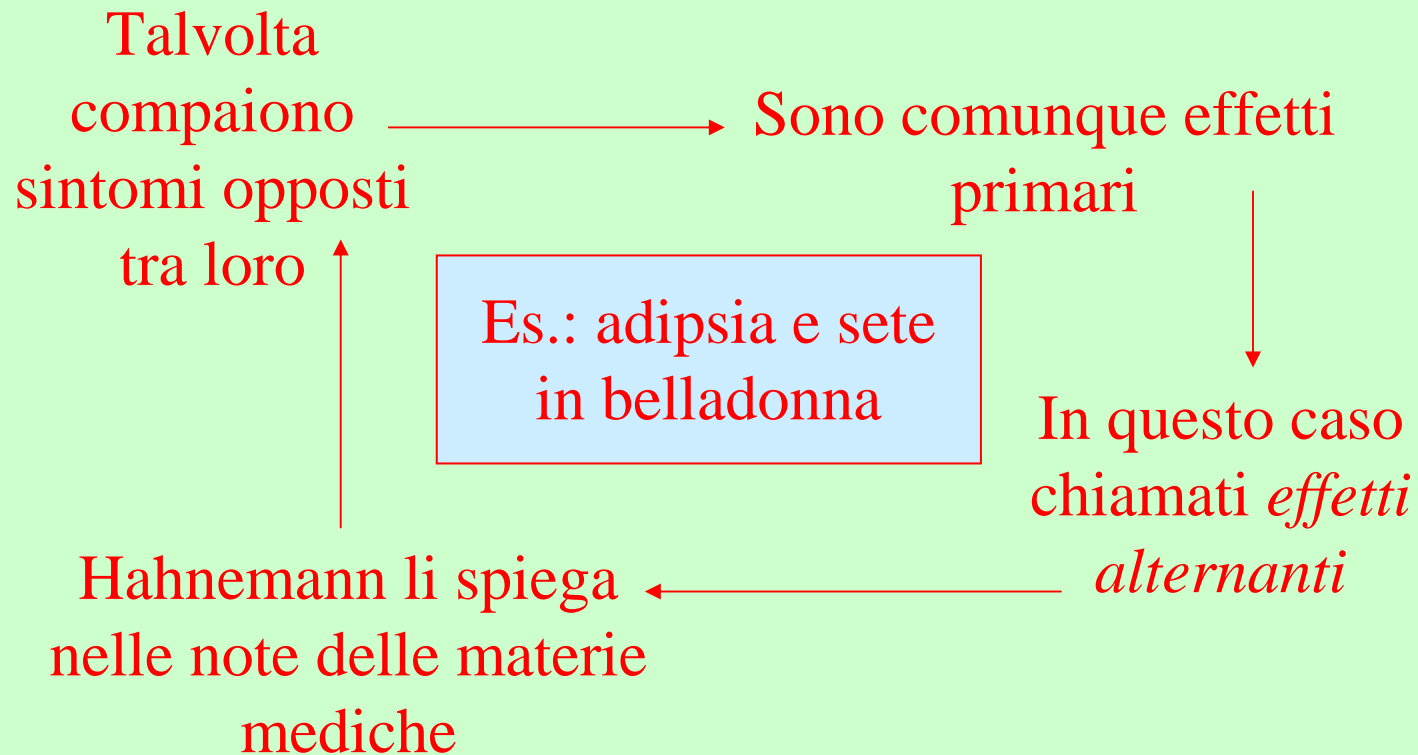 Talvolta
compaiono
sintomi opposti
tra loro
Sono comunque effetti
primari
Es.: adipsia e sete
in belladonna
In questo caso
chiamati effetti
alternanti
Hahnemann li spiega
nelle note delle materie
mediche